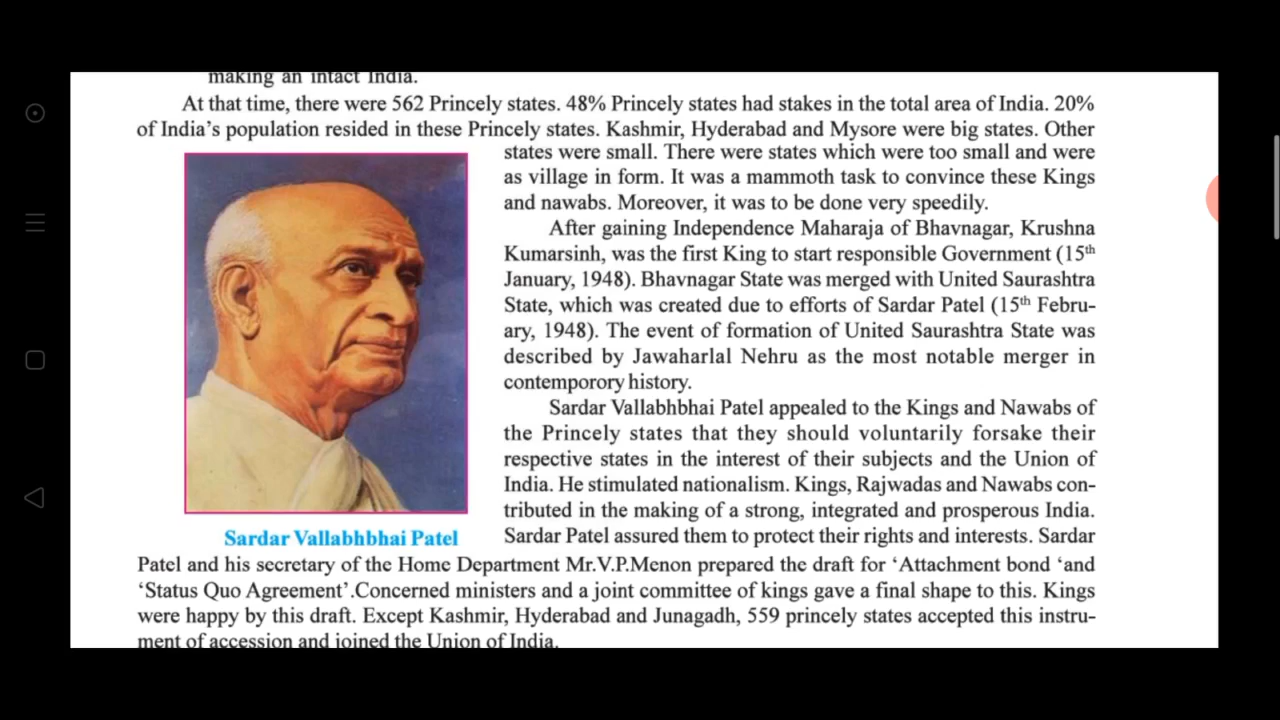 making an intact India.
At that time, there were 562 Princely states. 48% Princely states had stakes in the total area of India. 20%
of India's population resided in these Princely states. Kashmir, Hyderabad and Mysore were big states. Other
states were small. There were states which were too small and were
as village in form. It was a mammoth task to convince these Kings
and nawabs. Moreover, it was to be done very speedily.
After gaining Independence Maharaja of Bhavnagar, Krushna
Kumarsinh, was the first King to start responsible Government (15th
January, 1948). Bhavnagar State was merged with United Saurashtra
State, which was created due to efforts of Sardar Patel (15th Febru-
ary, 1948). The event of formation of United Saurashtra State was
described by Jawaharlal Nehru as the most notable merger in
contemporory history.
Sardar Vallabhbhai Patel appealed to the Kings and Nawabs of
the Princely states that they should voluntarily forsake their
respective states in the interest of their subjects and the Union of
India. He stimulated nationalism. Kings, Rajwadas and Nawabs con-
tributed in the making of a strong, integrated and prosperous India.
Sardar Patel assured them to protect their rights and interests. Sardar
Sardar Vallabhbhai Patel
Patel and his secretary of the Home Department Mr.V.P.Menon prepared the draft for ‘Attachment bond ‘and
‘Status Quo Agreement’.Concerned ministers and a joint committee of kings gave a final shape to this. Kings
were happy by this draft. Except Kashmir, Hyderabad and Junagadh, 559 princely states accepted this instru-
ment of accession and joined the Union of India.